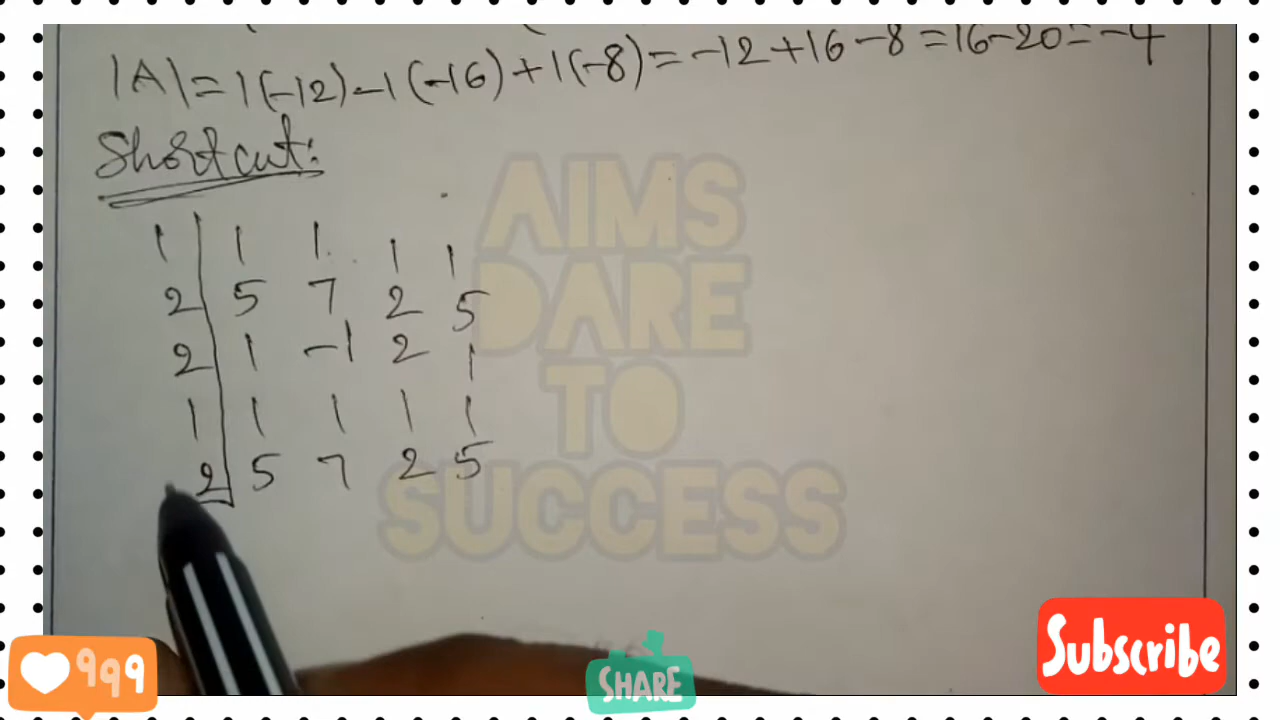 |A| = 1(-12) - 1(-16) + 1(-8) = -12 + 16 - 8 = 16 - 20 = -4
Shortcut:
1 1 1 1 1
2 5 7 2 5
2 1 -1 2 1
1 1 1 1 1
2 5 7 2 5
AIMS
DARE
TO
SUCCESS
999
SHARE
Subscribe